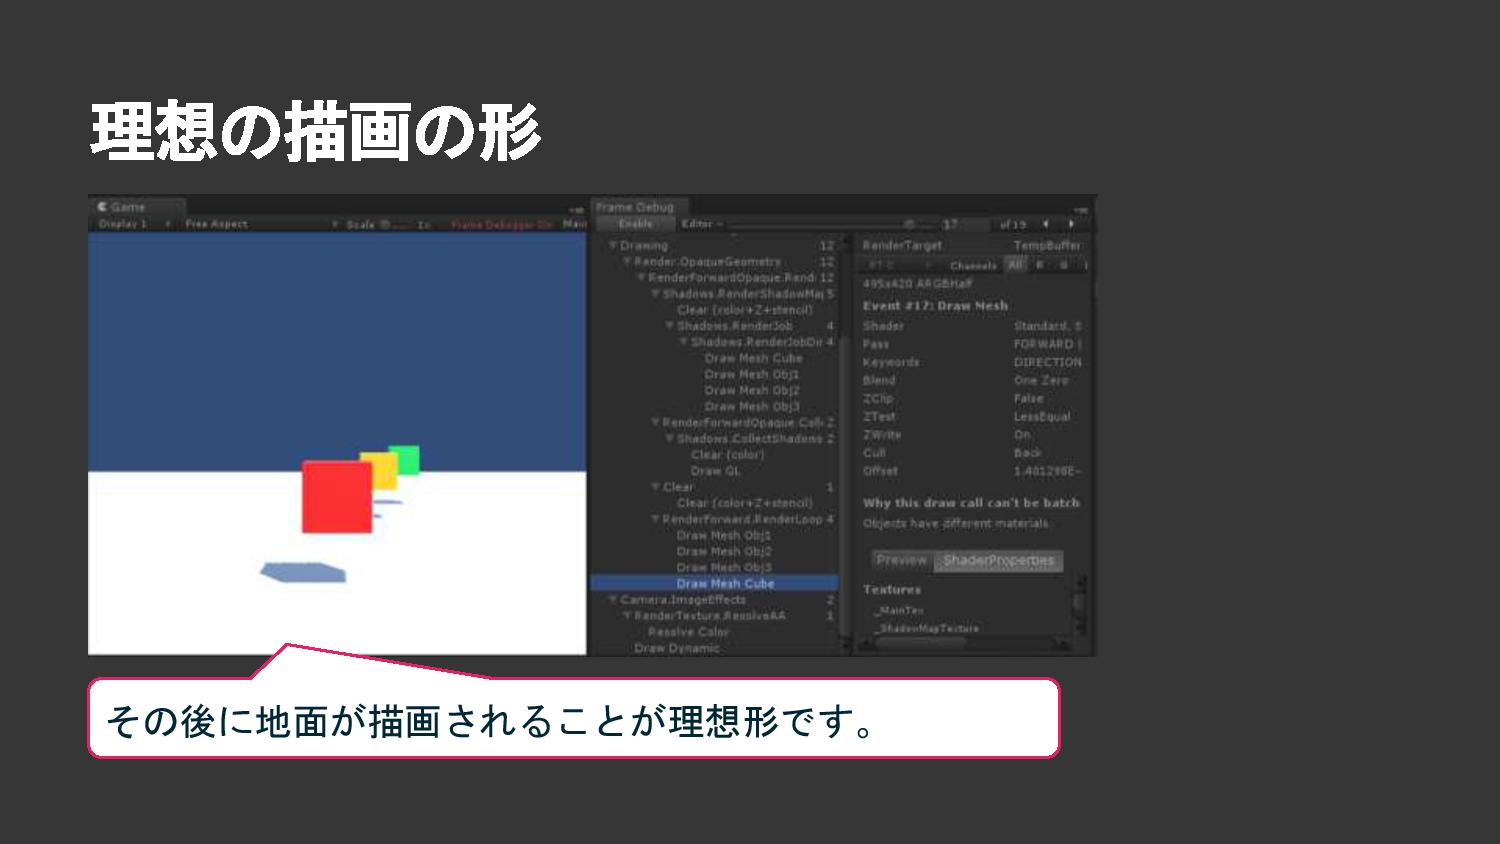 理想の描画の形
Game
Frame Debug
Display 1
Free Aspect
Scale
1x
Main
Enable
Editor
17
of 19
Drawing 12
Render.OpaqueGeometry 12
RenderForwardOpaque.Rend 12
Shadows.RenderShadowMap 5
Clear (color+Z+stencil)
Shadows.RenderJob 4
Shadows.RenderJobDir 4
Draw Mesh Cube
Draw Mesh Obj1
Draw Mesh Obj2
Draw Mesh Obj3
RenderForwardOpaque.Coll 2
Shadows.CollectShadows 2
Clear (color)
Draw GL
Clear 1
Clear (color+Z+stencil)
RenderForward.RenderLoop 4
Draw Mesh Obj1
Draw Mesh Obj2
Draw Mesh Obj3
Draw Mesh Cube
Camera.ImageEffects 2
RenderTexture.ResolveAA 1
Resolve Color
Draw Dynamic
RenderTarget TempBuffer
Channels All R G
495x420 ARGBHalf
Event #17: Draw Mesh
Shader Standard, S
Pass FORWARD
Keywords DIRECTION
Blend One Zero
ZClip False
ZTest LessEqual
ZWrite On
Cull Back
Offset 1.401298E-
Why this draw call can't be batch
Objects have different materials.
Preview ShaderProperties
Textures
_MainTex
_ShadowMapTexture
その後に地面が描画されることが理想形です。